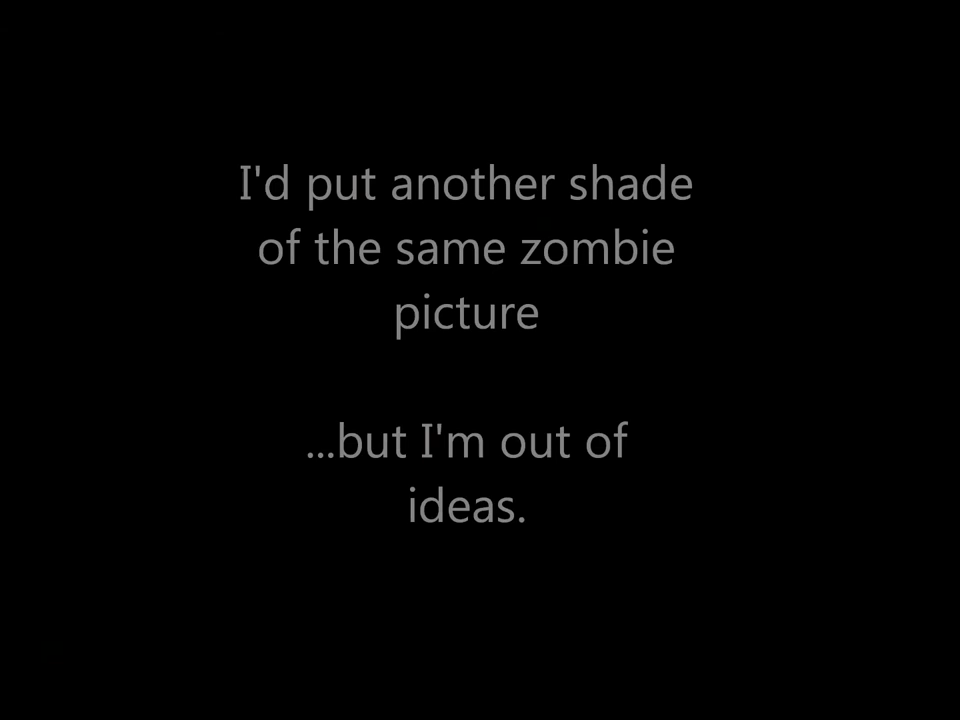 I'd put another shade
of the same zombie
picture
...but I'm out of
ideas.